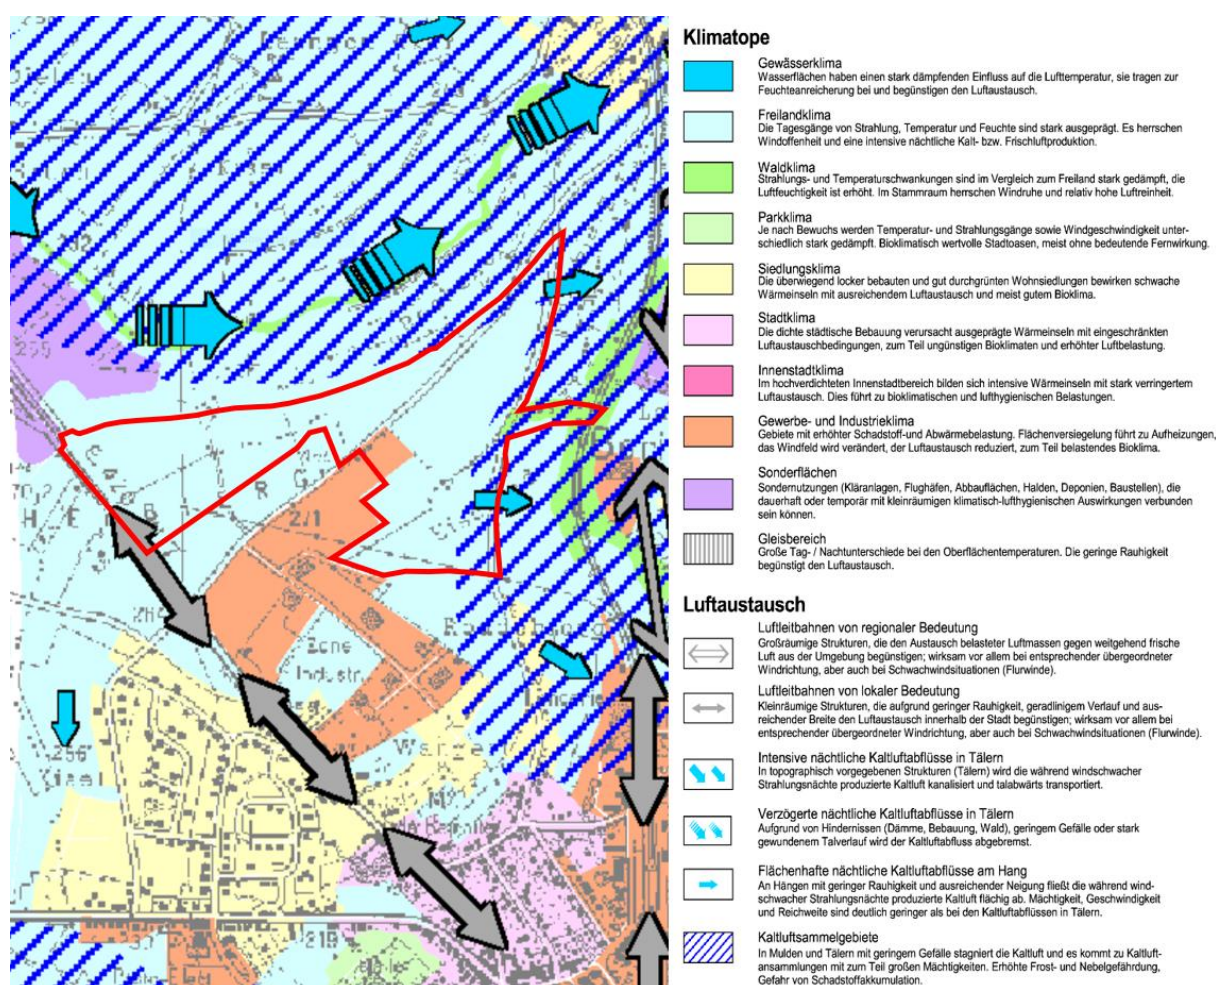 Klimatope
Gewässerklima
Wasserflächen haben einen stark dämpfenden Einfluss auf die Lufttemperatur, sie tragen zur
Feuchteanreicherung bei und begünstigen den Luftaustausch.
Freilandklima
Die Tagesgänge von Strahlung, Temperatur und Feuchte sind stark ausgeprägt. Es herrschen
Windoffenheit und eine intensive nächtliche Kalt- bzw. Frischluftproduktion.
Waldklima
Strahlungs- und Temperaturschwankungen sind im Vergleich zum Freiland stark gedämpft, die
Luftfeuchtigkeit ist erhöht. Im Stammraum herrschen Windruhe und relativ hohe Luftreinheit.
Parkklima
Je nach Bewuchs werden Temperatur- und Strahlungsgänge sowie Windgeschwindigkeit unter-
schiedlich stark gedämpft. Bioklimatisch wertvolle Stadtoasen, meist ohne bedeutende Fernwirkung.
Siedlungsklima
Die überwiegend locker bebauten und gut durchgrünten Wohnsiedlungen bewirken schwache
Wärmeinseln mit ausreichendem Luftaustausch und meist gutem Bioklima.
Stadtklima
Die dichte städtische Bebauung verursacht ausgeprägte Wärmeinseln mit eingeschränkten
Luftaustauschbedingungen, zum Teil ungünstigen Bioklimaten und erhöhter Luftbelastung.
Innenstadtklima
Im hochverdichteten Innenstadtbereich bilden sich intensive Wärmeinseln mit stark verringertem
Luftaustausch. Dies führt zu bioklimatischen und lufthygienischen Belastungen.
Gewerbe- und Industrieklima
Gebiete mit erhöhter Schadstoff-und Abwärmebelastung. Flächenversiegelung führt zu Aufheizungen,
das Windfeld wird verändert, der Luftaustausch reduziert, zum Teil belastendes Bioklima.
Sonderflächen
Sondernutzungen (Kläranlagen, Flughäfen, Abbauflächen, Halden, Deponien, Baustellen), die
dauerhaft oder temporär mit kleinräumigen klimatisch-lufthygienischen Auswirkungen verbunden
sein können.
Gleisbereich
Große Tag- / Nachtunterschiede bei den Oberflächentemperaturen. Die geringe Rauhigkeit
begünstigt den Luftaustausch.
Luftaustausch
Luftleitbahnen von regionaler Bedeutung
Großräumige Strukturen, die den Austausch belasteter Luftmassen gegen weitgehend frische
Luft aus der Umgebung begünstigen; wirksam vor allem bei entsprechender übergeordneter
Windrichtung, aber auch bei Schwachwindsituationen (Flurwinde).
Luftleitbahnen von lokaler Bedeutung
Kleinräumige Strukturen, die aufgrund geringer Rauhigkeit, geradlinigem Verlauf und aus-
reichender Breite den Luftaustausch innerhalb der Stadt begünstigen; wirksam vor allem bei
entsprechender übergeordneter Windrichtung, aber auch bei Schwachwindsituationen (Flurwinde).
Intensive nächtliche Kaltluftabflüsse in Tälern
In topographisch vorgegebenen Strukturen (Tälern) wird die während windschwacher
Strahlungsnächte produzierte Kaltluft kanalisiert und talabwärts transportiert.
Verzögerte nächtliche Kaltluftabflüsse in Tälern
Aufgrund von Hindernissen (Dämme, Bebauung, Wald), geringem Gefälle oder stark
gewundenem Talverlauf wird der Kaltluftabfluss abgebremst.
Flächenhafte nächtliche Kaltluftabflüsse am Hang
An Hängen mit geringer Rauhigkeit und ausreichender Neigung fließt die während wind-
schwacher Strahlungsnächte produzierte Kaltluft flächig ab. Mächtigkeit, Geschwindigkeit
und Reichweite sind deutlich geringer als bei den Kaltluftabflüssen in Tälern.
Kaltluftsammelgebiete
In Mulden und Tälern mit geringem Gefälle stagniert die Kaltluft und es kommt zu Kaltluft-
ansammlungen mit zum Teil großen Mächtigkeiten. Erhöhte Frost- und Nebelgefährdung,
Gefahr von Schadstoffakkumulation.
271
Zone
Industr.
219